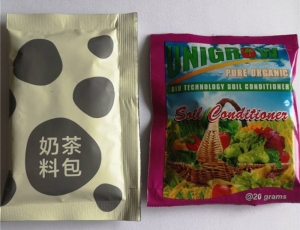 奶茶
料包
UNIGROW
PURE ORGANIC
BIO TECHNOLOGY SOIL CONDITIONER
Soil Conditioner
@20 grams